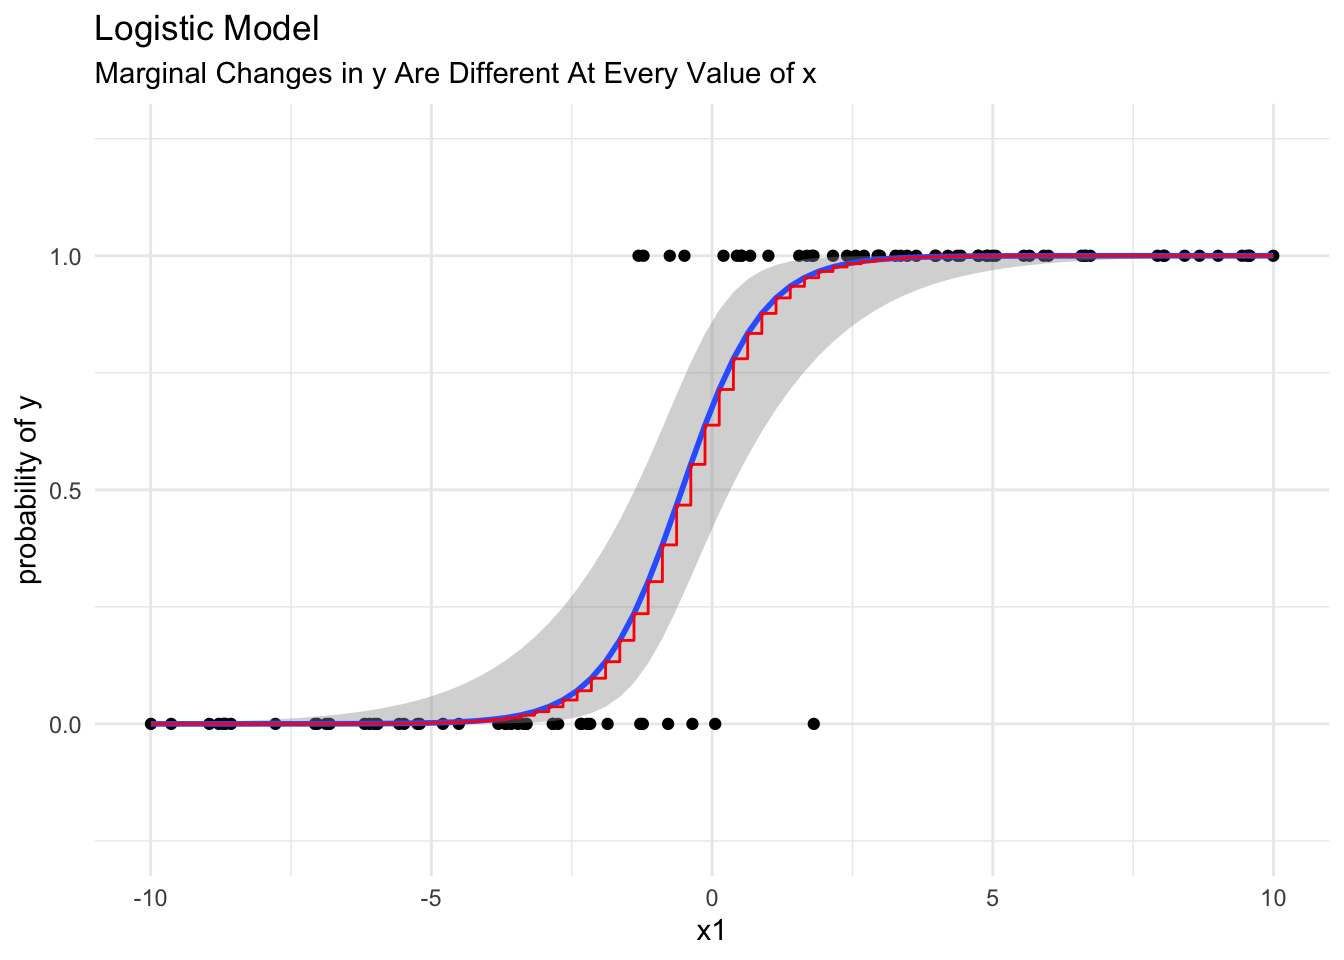 Logistic Model
Marginal Changes in y Are Different At Every Value of x
probability of y
1.0
0.5
0.0
-10
-5
0
5
10
x1